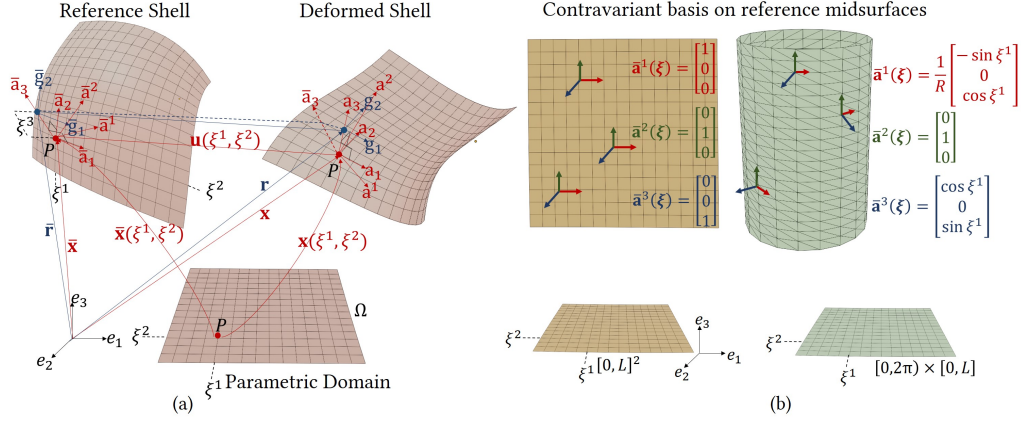 Reference Shell
Deformed Shell
ā₃
ḡ₂
ā₂
ā²
ξ³
ḡ₁
ā¹
P
ā₁
ξ¹
ξ²
r̄
x̄
x̄(ξ¹, ξ²)
u(ξ¹, ξ²)
r
x
x(ξ¹, ξ²)
ā₃
a₃
a²
g₂
a₂
g₁
P
a₁
a¹
e₃
e₁
e₂
P
Ω
ξ²
ξ¹
Parametric Domain
(a)
Contravariant basis on reference midsurfaces
ā¹(ξ) = [1 0 0]
ā²(ξ) = [0 1 0]
ā³(ξ) = [0 0 1]
ā¹(ξ) = 1/R [− sin ξ¹ 0 cos ξ¹]
ā²(ξ) = [0 1 0]
ā³(ξ) = [cos ξ¹ 0 sin ξ¹]
ξ²
ξ¹
[0, L]²
e₃
e₁
e₂
ξ²
ξ¹
[0,2π) × [0, L]
(b)